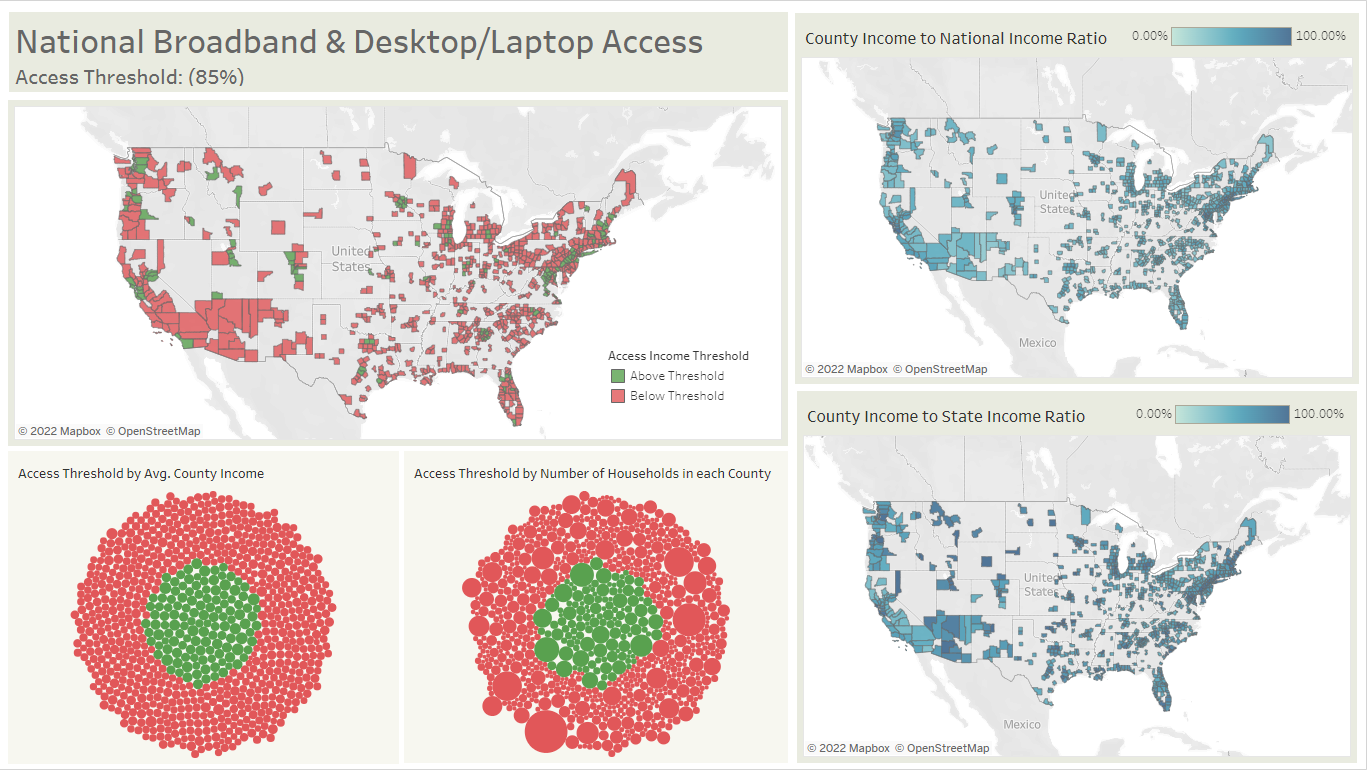 National Broadband & Desktop/Laptop Access
Access Threshold: (85%)
United
States
Access Income Threshold
Above Threshold
Below Threshold
© 2022 Mapbox © OpenStreetMap
Access Threshold by Avg. County Income
Access Threshold by Number of Households in each County
County Income to National Income Ratio
0.00%
100.00%
United
States
Mexico
© 2022 Mapbox © OpenStreetMap
County Income to State Income Ratio
0.00%
100.00%
United
States
Mexico
© 2022 Mapbox © OpenStreetMap